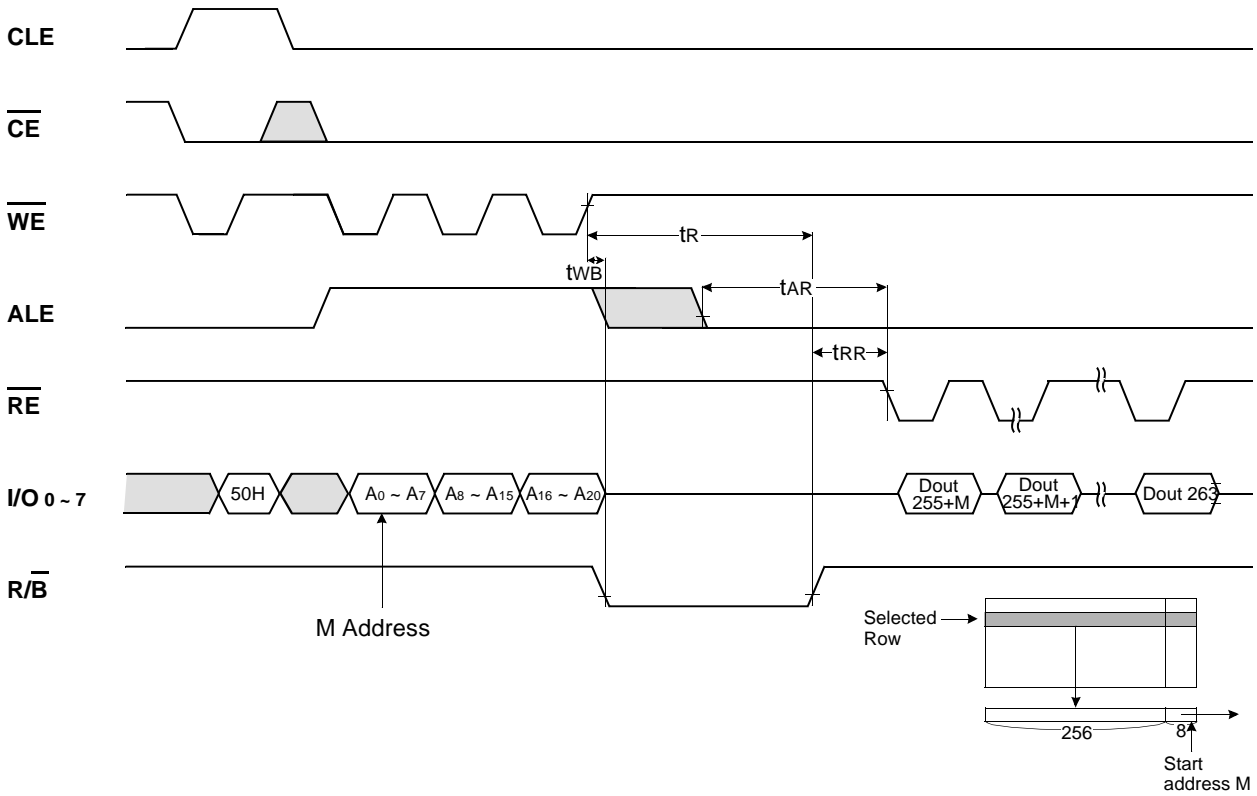 CLE
CE
WE
tR
tWB
ALE
tAR
tRR
RE
I/O 0 ~ 7
50H
A0 ~ A7
A8 ~ A15
A16 ~ A20
Dout
255+M
Dout
255+M+1
Dout 263
R/B
M Address
Selected
Row
256
8
Start
address M